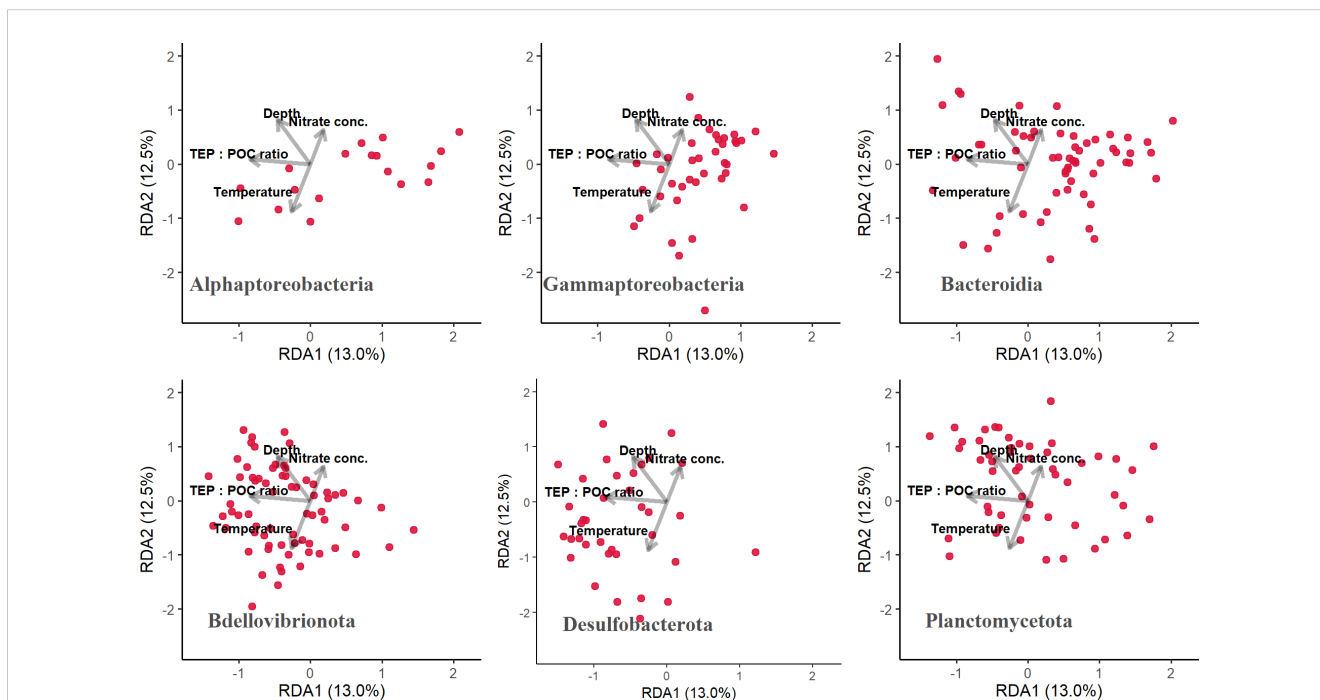 2
1
0
-1
-2
RDA2 (12.5%)
Depth
Nitrate conc.
TEP : POC ratio
Temperature
Alphaptoreobacteria
-1
0
1
2
RDA1 (13.0%)
2
1
0
-1
-2
RDA2 (12.5%)
Depth
Nitrate conc.
TEP : POC ratio
Temperature
Gammaptoreobacteria
-1
0
1
2
RDA1 (13.0%)
2
1
0
-1
-2
RDA2 (12.5%)
Depth
Nitrate conc.
TEP : POC ratio
Temperature
Bacteroidia
-1
0
1
2
RDA1 (13.0%)
2
1
0
-1
-2
RDA2 (12.5%)
Depth
Nitrate conc.
TEP : POC ratio
Temperature
Bdellovibrionota
-1
0
1
2
RDA1 (13.0%)
2
1
0
-1
-2
RDA2 (12.5%)
Depth
Nitrate conc.
TEP : POC ratio
Temperature
Desulfobacterota
-1
0
1
2
RDA1 (13.0%)
2
1
0
-1
-2
RDA2 (12.5%)
Depth
Nitrate conc.
TEP : POC ratio
Temperature
Planctomycetota
-1
0
1
2
RDA1 (13.0%)